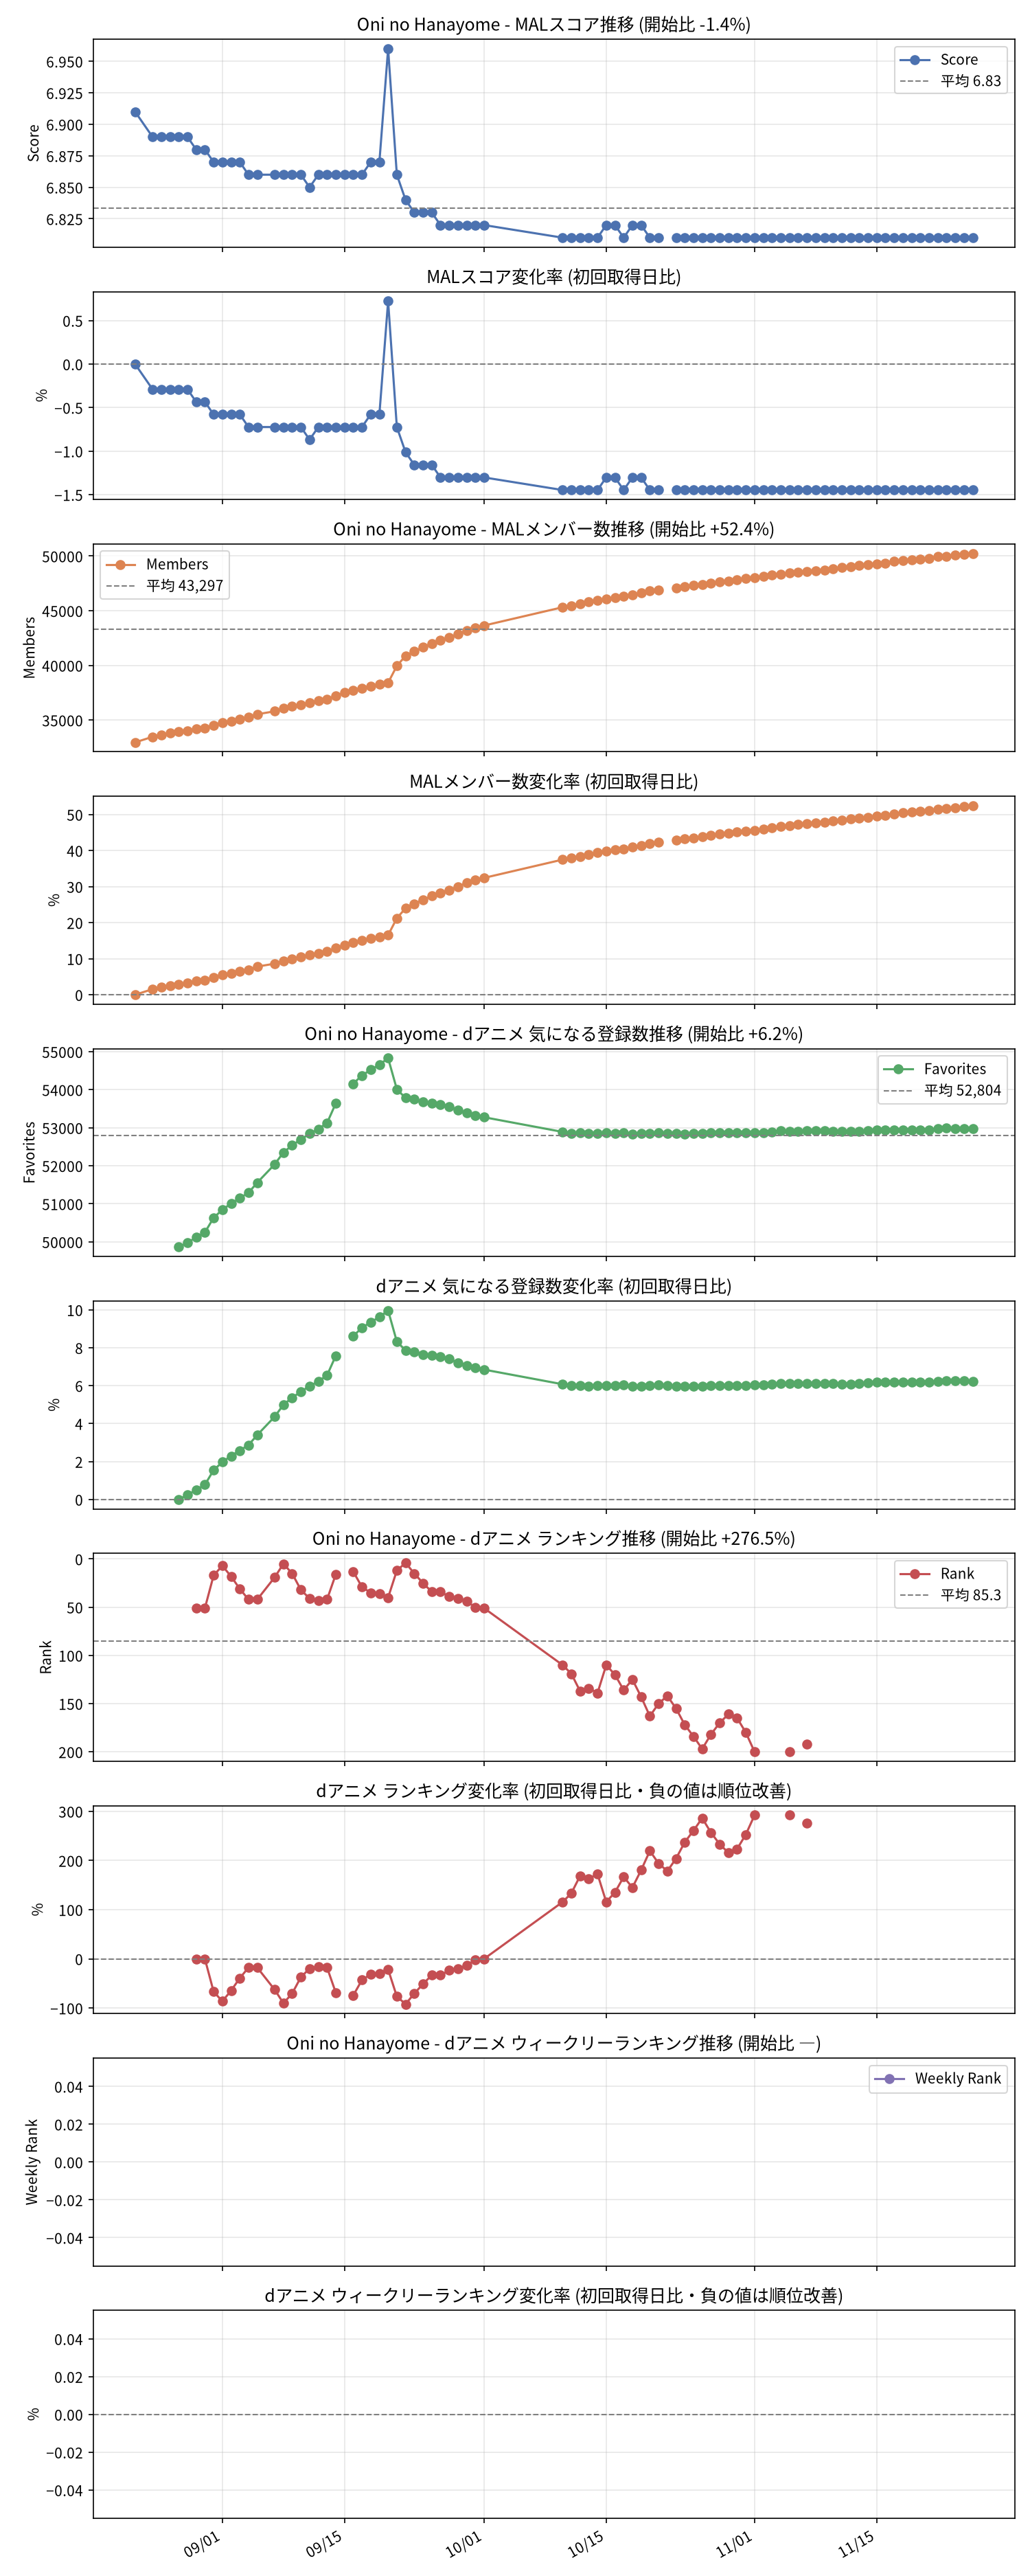 Oni no Hanayome - MALスコア推移 (開始比 -1.4%)
Score
6.950
6.925
6.900
6.875
6.850
6.825
Score
平均 6.83
MALスコア変化率 (初回取得日比)
%
0.5
0.0
−0.5
−1.0
−1.5
Oni no Hanayome - MALメンバー数推移 (開始比 +52.4%)
Members
50000
45000
40000
35000
Members
平均 43,297
MALメンバー数変化率 (初回取得日比)
%
50
40
30
20
10
0
Oni no Hanayome - dアニメ 気になる登録数推移 (開始比 +6.2%)
Favorites
55000
54000
53000
52000
51000
50000
Favorites
平均 52,804
dアニメ 気になる登録数変化率 (初回取得日比)
%
10
8
6
4
2
0
Oni no Hanayome - dアニメ ランキング推移 (開始比 +276.5%)
Rank
0
50
100
150
200
Rank
平均 85.3
dアニメ ランキング変化率 (初回取得日比・負の値は順位改善)
%
300
200
100
0
−100
Oni no Hanayome - dアニメ ウィークリーランキング推移 (開始比 —)
Weekly Rank
0.04
0.02
0.00
−0.02
−0.04
Weekly Rank
dアニメ ウィークリーランキング変化率 (初回取得日比・負の値は順位改善)
%
0.04
0.02
0.00
−0.02
−0.04
09/01
09/15
10/01
10/15
11/01
11/15